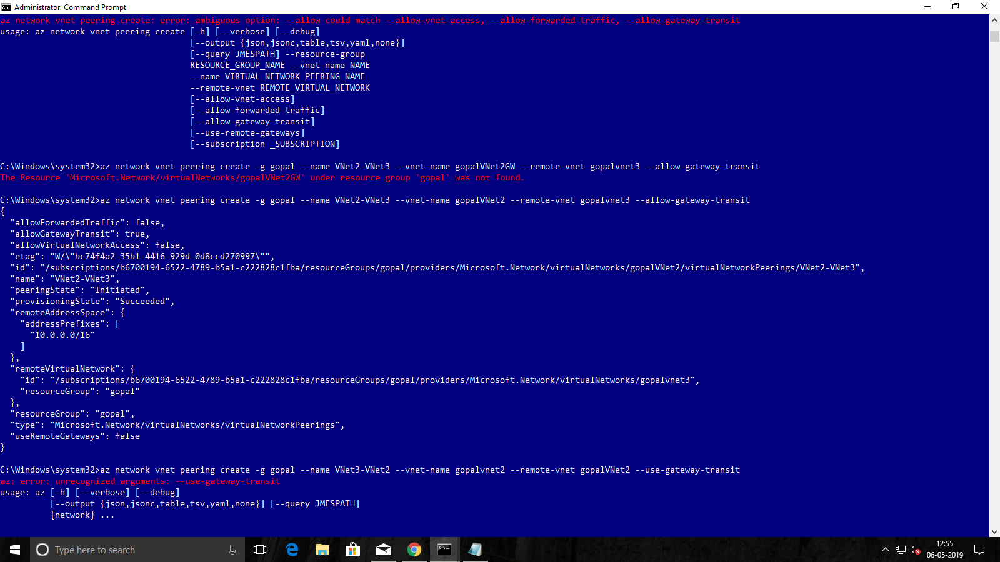 Administrator: Command Prompt
az network vnet peering create: error: ambiguous option: --allow could match --allow-vnet-access, --allow-forwarded-traffic, --allow-gateway-transit
usage: az network vnet peering create [-h] [--verbose] [--debug]
[--output {json,jsonc,table,tsv,yaml,none}]
[--query JMESPATH] --resource-group
RESOURCE_GROUP_NAME --vnet-name NAME
--name VIRTUAL_NETWORK_PEERING_NAME
--remote-vnet REMOTE_VIRTUAL_NETWORK
[--allow-vnet-access]
[--allow-forwarded-traffic]
[--allow-gateway-transit]
[--use-remote-gateways]
[--subscription _SUBSCRIPTION]
C:\Windows\system32>az network vnet peering create -g gopal --name VNet2-VNet3 --vnet-name gopalVNet2GW --remote-vnet gopalvnet3 --allow-gateway-transit
The Resource 'Microsoft.Network/virtualNetworks/gopalVNet2GW' under resource group 'gopal' was not found.
C:\Windows\system32>az network vnet peering create -g gopal --name VNet2-VNet3 --vnet-name gopalVNet2 --remote-vnet gopalvnet3 --allow-gateway-transit
{
"allowForwardedTraffic": false,
"allowGatewayTransit": true,
"allowVirtualNetworkAccess": false,
"etag": "W/\"bc74f4a2-35b1-4416-929d-0d8ccd270997\"",
"id": "/subscriptions/b6700194-6522-4789-b5a1-c222828c1fba/resourceGroups/gopal/providers/Microsoft.Network/virtualNetworks/gopalVNet2/virtualNetworkPeerings/VNet2-VNet3",
"name": "VNet2-VNet3",
"peeringState": "Initiated",
"provisioningState": "Succeeded",
"remoteAddressSpace": {
"addressPrefixes": [
"10.0.0.0/16"
]
},
"remoteVirtualNetwork": {
"id": "/subscriptions/b6700194-6522-4789-b5a1-c222828c1fba/resourceGroups/gopal/providers/Microsoft.Network/virtualNetworks/gopalvnet3",
"resourceGroup": "gopal"
},
"resourceGroup": "gopal",
"type": "Microsoft.Network/virtualNetworks/virtualNetworkPeerings",
"useRemoteGateways": false
}
C:\Windows\system32>az network vnet peering create -g gopal --name VNet3-VNet2 --vnet-name gopalvnet2 --remote-vnet gopalVNet2 --use-gateway-transit
az: error: unrecognized arguments: --use-gateway-transit
usage: az [-h] [--verbose] [--debug]
[--output {json,jsonc,table,tsv,yaml,none}] [--query JMESPATH]
{network} ...
Type here to search
12:55
06-05-2019